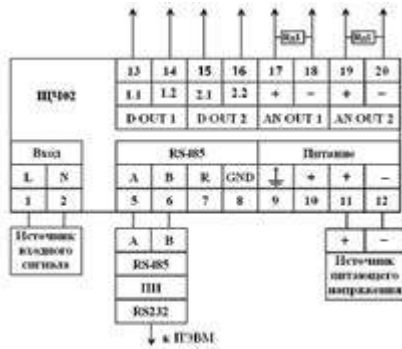 Rн1 Rн1
13 14 15 16 17 18 19 20
ЩЧ02 1.1 1.2 2.1 2.2 + − + −
D OUT 1 D OUT 2 AN OUT 1 AN OUT 2
Вход RS485 Питание
L N A B R GND + + −
1 2 5 6 7 8 9 10 11 12
Источник входного сигнала
A B
RS485
ПИ
RS232
+ −
Источник питающего напряжения
к ПЭВМ